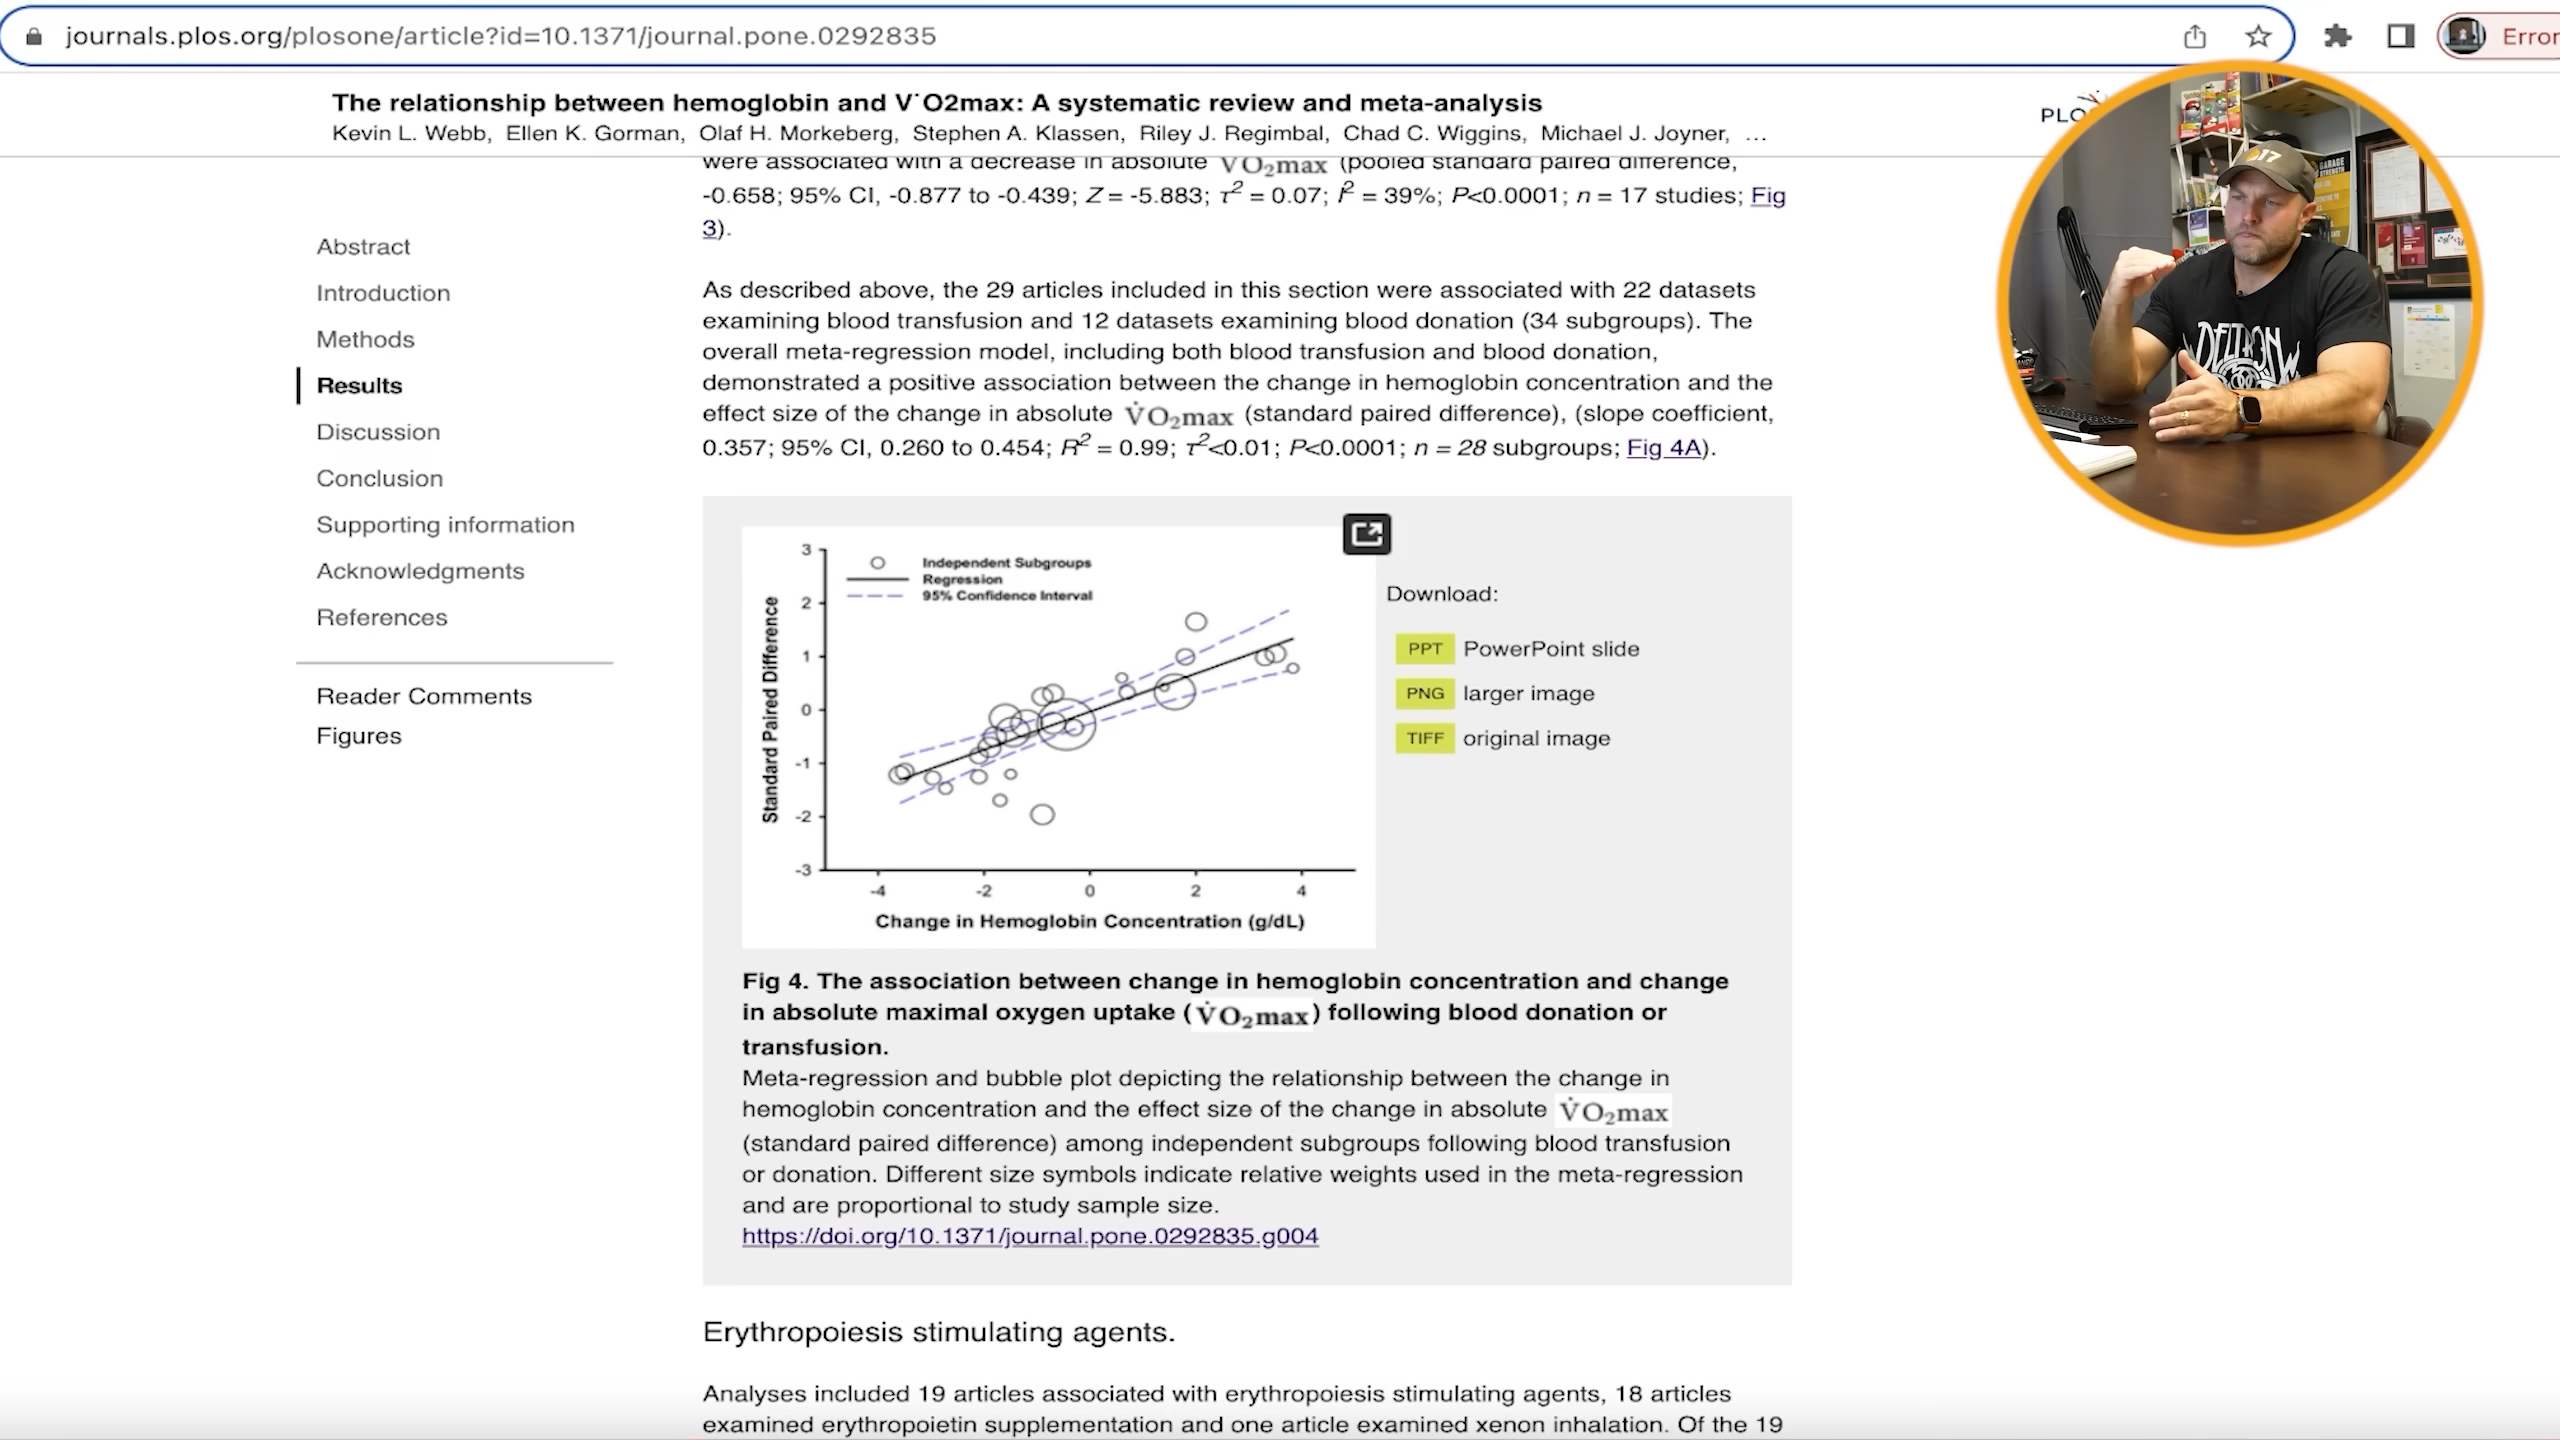 journals.plos.org/plosone/article?id=10.1371/journal.pone.0292835
Error
The relationship between hemoglobin and V˙O2max: A systematic review and meta-analysis
Kevin L. Webb, Ellen K. Gorman, Olaf H. Morkeberg, Stephen A. Klassen, Riley J. Regimbal, Chad C. Wiggins, Michael J. Joyner, ...
PLO
17
GARAGE
STRENGTH
DELTRON
Abstract
Introduction
Methods
Results
Discussion
Conclusion
Supporting information
Acknowledgments
References
Reader Comments
Figures
were associated with a decrease in absolute V̇O₂max (pooled standard paired difference,
-0.658; 95% CI, -0.877 to -0.439; Z = -5.883; τ² = 0.07; I² = 39%; P<0.0001; n = 17 studies; Fig
3).
As described above, the 29 articles included in this section were associated with 22 datasets
examining blood transfusion and 12 datasets examining blood donation (34 subgroups). The
overall meta-regression model, including both blood transfusion and blood donation,
demonstrated a positive association between the change in hemoglobin concentration and the
effect size of the change in absolute V̇O₂max (standard paired difference), (slope coefficient,
0.357; 95% CI, 0.260 to 0.454; R² = 0.99; τ²<0.01; P<0.0001; n = 28 subgroups; Fig 4A).
Independent Subgroups
Regression
95% Confidence Interval
Standard Paired Difference
3
2
1
0
-1
-2
-3
-4 -2 0 2 4
Change in Hemoglobin Concentration (g/dL)
Download:
PPT PowerPoint slide
PNG larger image
TIFF original image
Fig 4. The association between change in hemoglobin concentration and change
in absolute maximal oxygen uptake (V̇O₂max) following blood donation or
transfusion.
Meta-regression and bubble plot depicting the relationship between the change in
hemoglobin concentration and the effect size of the change in absolute V̇O₂max
(standard paired difference) among independent subgroups following blood transfusion
or donation. Different size symbols indicate relative weights used in the meta-regression
and are proportional to study sample size.
https://doi.org/10.1371/journal.pone.0292835.g004
Erythropoiesis stimulating agents.
Analyses included 19 articles associated with erythropoiesis stimulating agents, 18 articles
examined erythropoietin supplementation and one article examined xenon inhalation. Of the 19